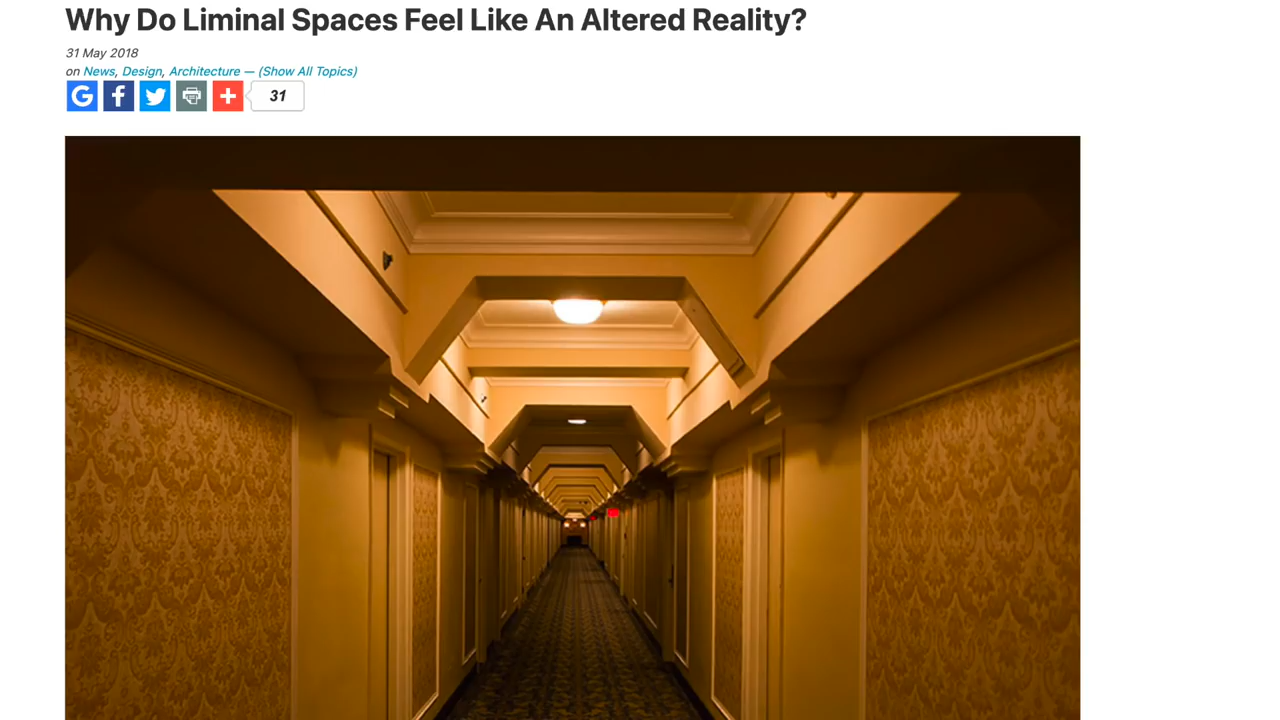 Why Do Liminal Spaces Feel Like An Altered Reality?
31 May 2018
on News, Design, Architecture — (Show All Topics)
31